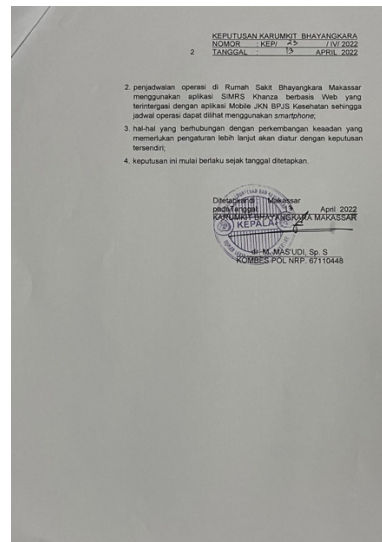 KEPUTUSAN KARUMKIT BHAYANGKARA
NOMOR : KEP/ 23 / IV/ 2022
2 TANGGAL : 13 APRIL 2022
2. penjadwalan operasi di Rumah Sakit Bhayangkara Makassar
menggunakan aplikasi SIMRS Khanza berbasis Web yang
terintergasi dengan aplikasi Mobile JKN BPJS Kesehatan sehingga
jadwal operasi dapat dilihat menggunakan smartphone;
3. hal-hal yang berhubungan dengan perkembangan keaadan yang
memerlukan pengaturan lebih lanjut akan diatur dengan keputusan
tersendiri;
4. keputusan ini mulai berlaku sejak tanggal ditetapkan.
Ditetapkan di Makassar
pada Tanggal 13 April 2022
KARUMKIT BHAYANGKARA MAKASSAR
KEPALA
dr. M. MAS'UDI, Sp. S
KOMBES POL NRP. 67110448